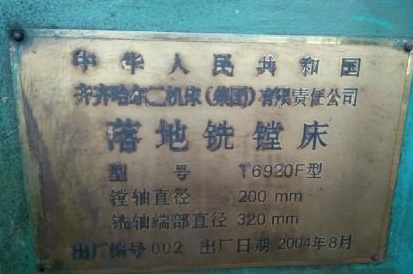 中华人民共和国
齐齐哈尔二机床(集团)有限责任公司
落地铣镗床
型 号 T6920F型
镗轴直径 200 mm
铣轴端部直径 320 mm
出厂编号 002 出厂日期 2004年8月